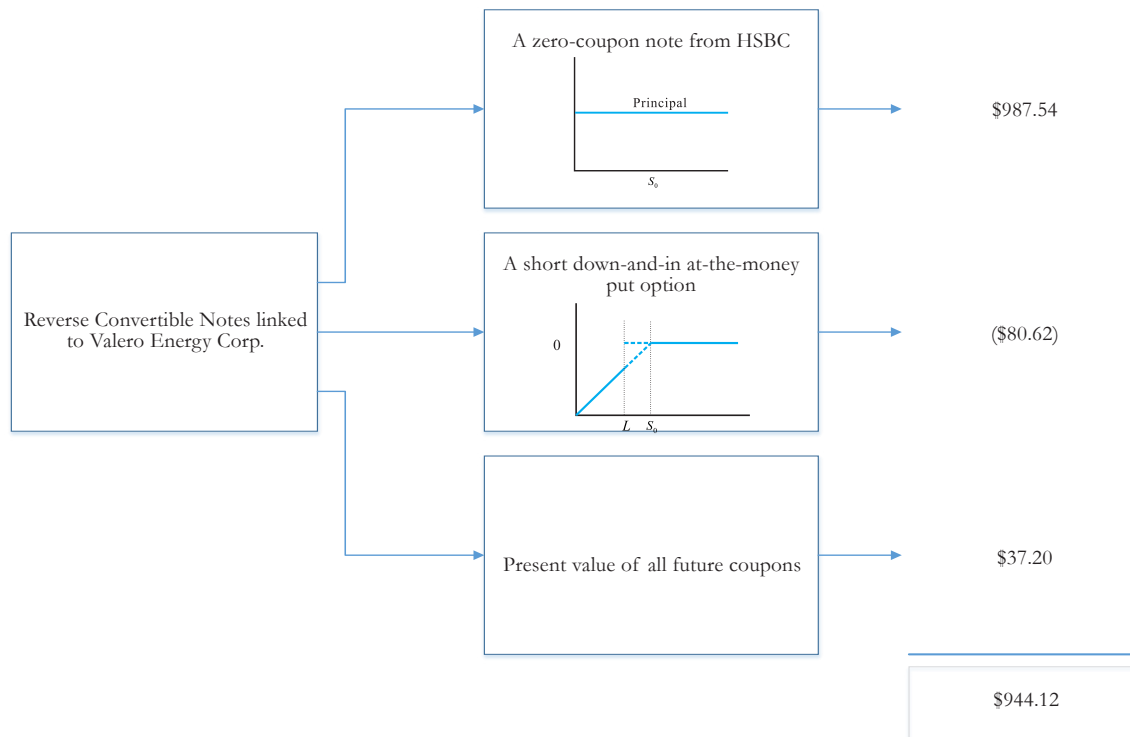 A zero-coupon note from HSBC
Principal
S₀
$987.54
Reverse Convertible Notes linked
to Valero Energy Corp.
A short down-and-in at-the-money
put option
0
L S₀
($80.62)
Present value of all future coupons
$37.20
$944.12